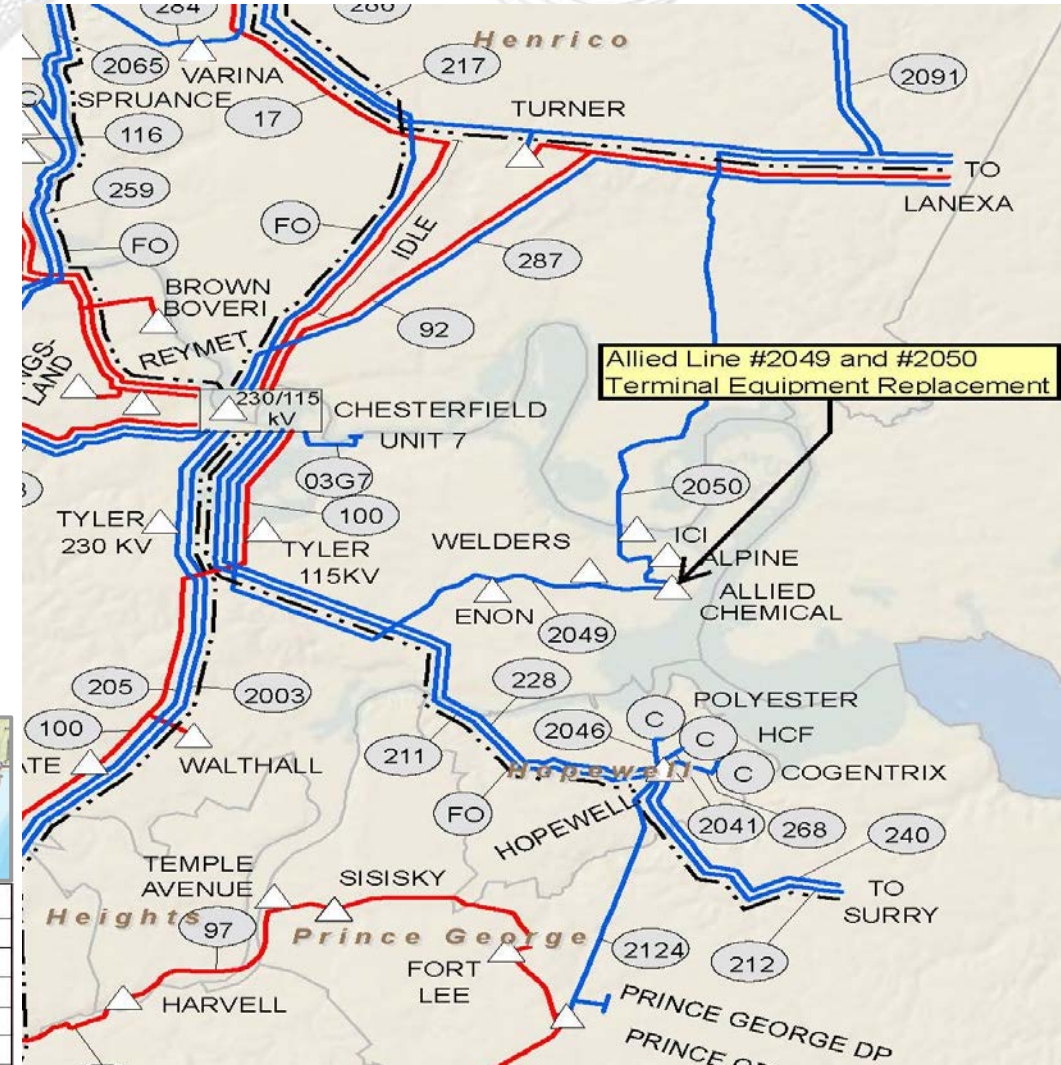 284
286
Henrico
2065
VARINA
217
2091
SPRUANCE
17
TURNER
116
TO
LANEXA
259
FO
IDLE
FO
287
BROWN
BOVERI
92
REYMET
Allied Line #2049 and #2050
Terminal Equipment Replacement
LAND
230/115
kV
CHESTERFIELD
UNIT 7
03G7
2050
100
TYLER
230 KV
TYLER
115KV
WELDERS
ICI
ALPINE
ALLIED
CHEMICAL
ENON
2049
205
2003
228
POLYESTER
C
2046
C
HCF
100
211
WALTHALL
Hopewell
C
COGENTRIX
FO
HOPEWELL
2041
268
240
TEMPLE
AVENUE
SISISKY
TO
SURRY
Heights
97
Prince George
2124
212
FORT
LEE
HARVELL
PRINCE GEORGE DP